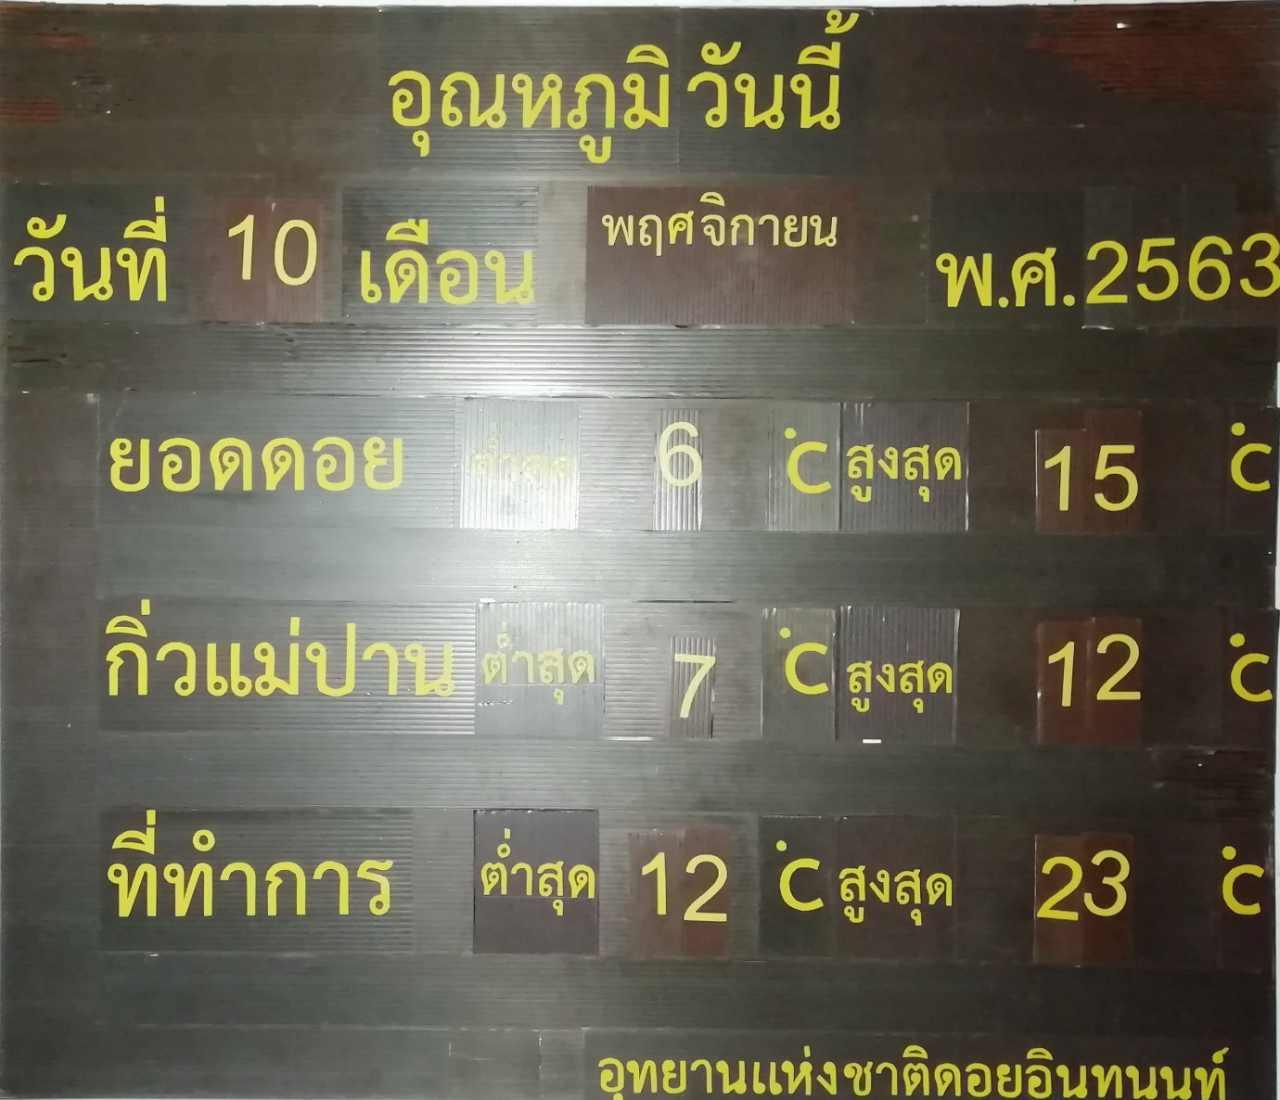 อุณหภูมิวันนี้
วันที่ 10 เดือน พฤศจิกายน พ.ศ.2563
ยอดดอย ต่ำสุด 6 °C สูงสุด 15 °C
กิ่วแม่ปาน ต่ำสุด 7 °C สูงสุด 12 °C
ที่ทำการ ต่ำสุด 12 °C สูงสุด 23 °C
อุทยานแห่งชาติดอยอินทนนท์